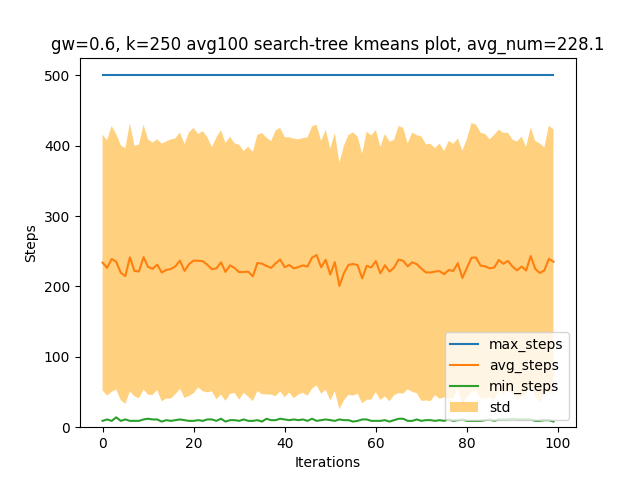 gw=0.6, k=250 avg100 search-tree kmeans plot, avg_num=228.1
500
400
300
200
100
0
Steps
max_steps
avg_steps
min_steps
std
0 20 40 60 80 100
Iterations